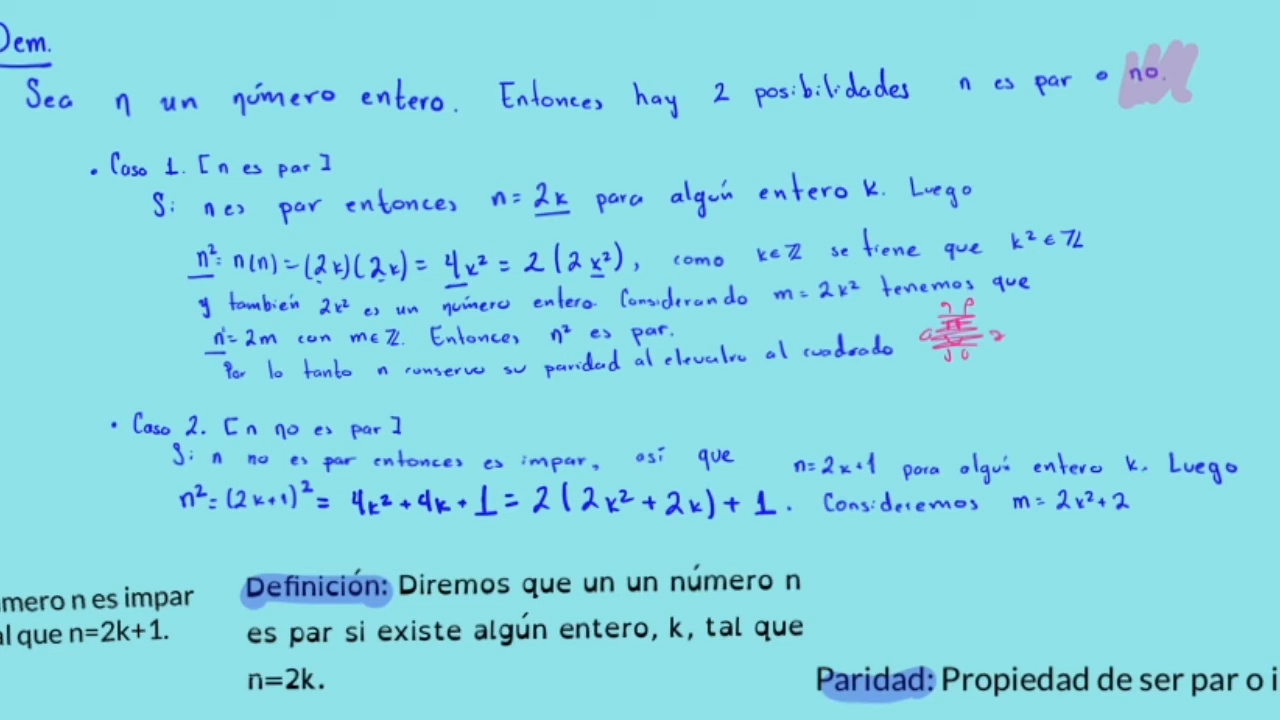 Dem.
Sea n un número entero. Entonces hay 2 posibilidades n es par o no.
• Caso 1. [n es par]
Si n es par entonces n = 2k para algún entero k. Luego
n² = n(n) = (2k)(2k) = 4k² = 2(2k²), como k∈ℤ se tiene que k²∈ℤ
y también 2k² es un número entero. Considerando m = 2k² tenemos que
n² = 2m con m∈ℤ. Entonces n² es par.
Por lo tanto n conserva su paridad al elevarlo al cuadrado
• Caso 2. [n no es par]
Si n no es par entonces es impar, así que n = 2k+1 para algún entero k. Luego
n² = (2k+1)² = 4k² + 4k + 1 = 2(2k² + 2k) + 1. Consideremos m = 2k² + 2
mero n es impar
al que n=2k+1.
Definición: Diremos que un un número n
es par si existe algún entero, k, tal que
n=2k.
Paridad: Propiedad de ser par o i